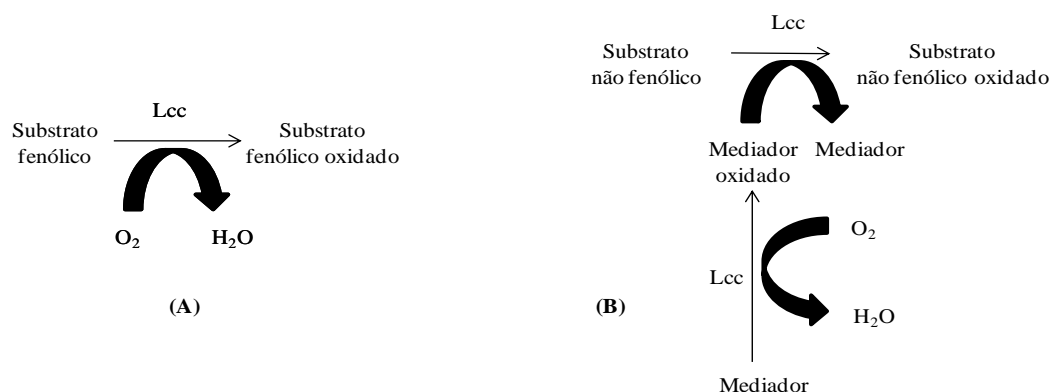 Lcc
Substrato
fenólico
Substrato
fenólico oxidado
O₂
H₂O
(A)
Lcc
Substrato
não fenólico
Substrato
não fenólico oxidado
Mediador
oxidado
Mediador
O₂
Lcc
H₂O
(B)
Mediador